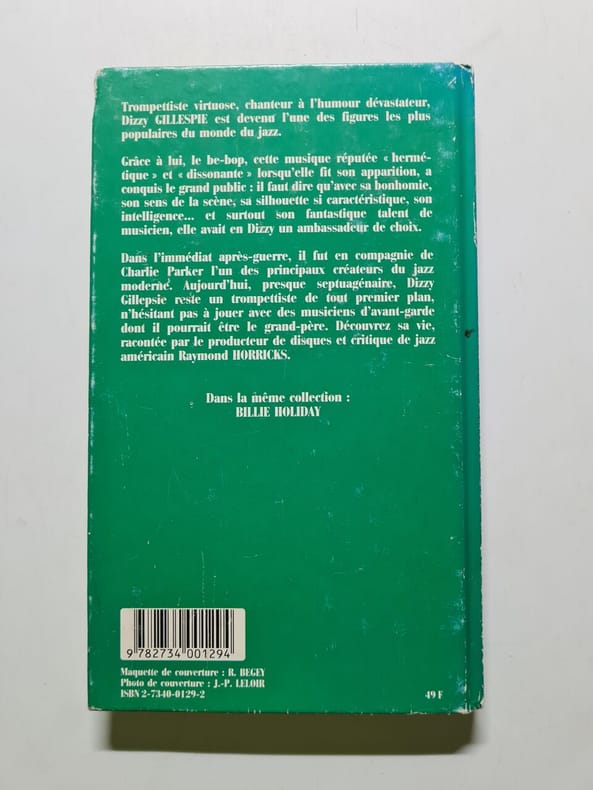 Trompettiste virtuose, chanteur à l'humour dévastateur,
Dizzy GILLESPIE est devenu l'une des figures les plus
populaires du monde du jazz.
Grâce à lui, le be-bop, cette musique réputée « hermé-
tique » et « dissonante » lorsqu'elle fit son apparition, a
conquis le grand public : il faut dire qu'avec sa bonhomie,
son sens de la scène, sa silhouette si caractéristique, son
intelligence... et surtout son fantastique talent de
musicien, elle avait en Dizzy un ambassadeur de choix.
Dans l'immédiat après-guerre, il fut en compagnie de
Charlie Parker l'un des principaux créateurs du jazz
moderne. Aujourd'hui, presque septuagénaire, Dizzy
Gillepsie reste un trompettiste de tout premier plan,
n'hésitant pas à jouer avec des musiciens d'avant-garde
dont il pourrait être le grand-père. Découvrez sa vie,
racontée par le producteur de disques et critique de jazz
américain Raymond HORRICKS.
Dans la même collection :
BILLIE HOLIDAY
9 782734 001294
Maquette de couverture : R. BEGEY
Photo de couverture : J.-P. LELOIR
ISBN 2-7340-0129-2
49 F